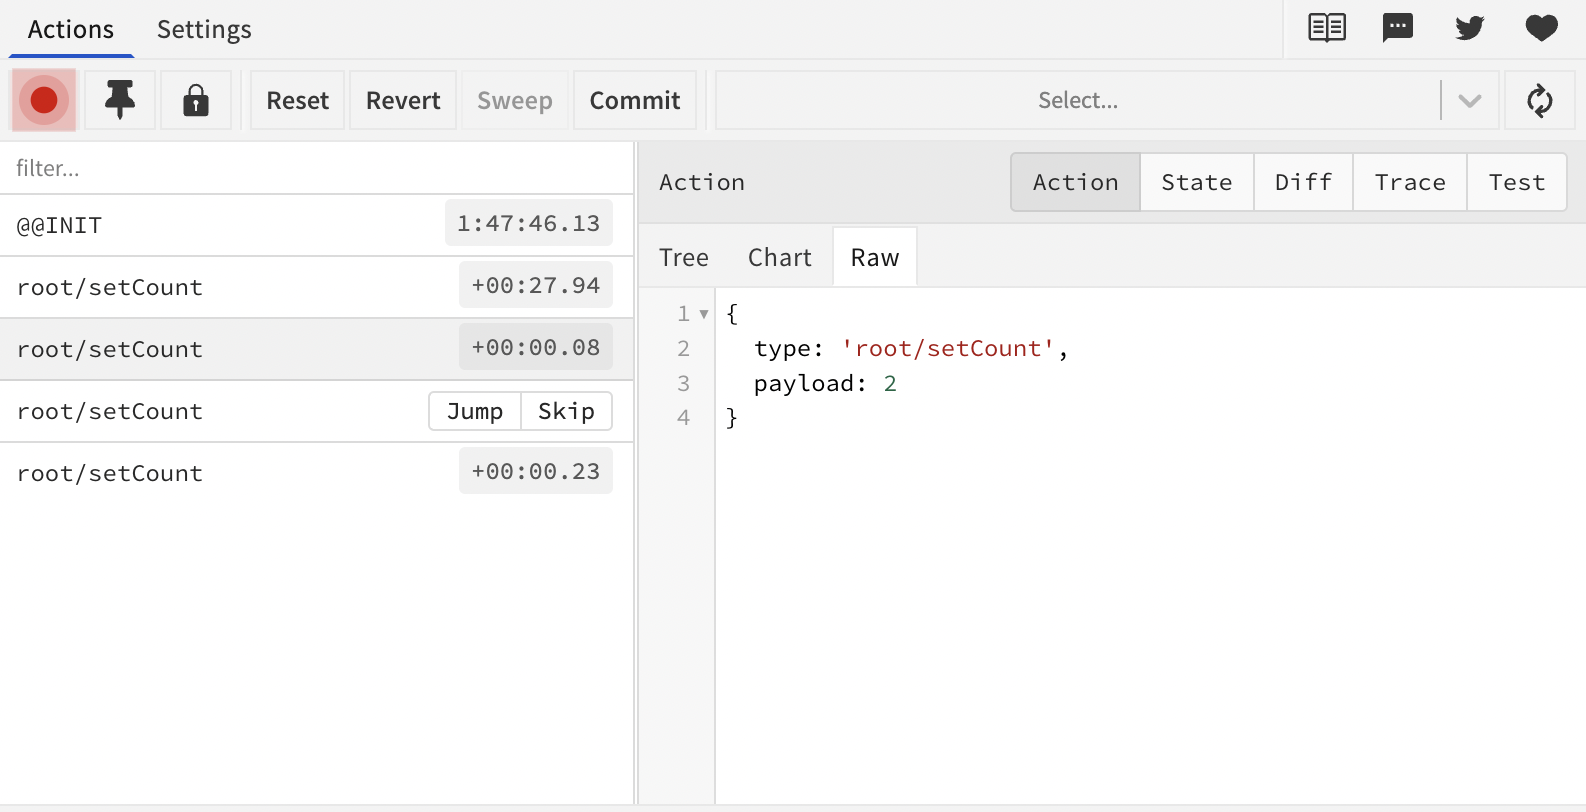 Actions Settings
Reset Revert Sweep Commit Select...
filter...
@@INIT 1:47:46.13
root/setCount +00:27.94
root/setCount +00:00.08
root/setCount Jump Skip
root/setCount +00:00.23
Action Action State Diff Trace Test
Tree Chart Raw
1 {
2 type: 'root/setCount',
3 payload: 2
4 }